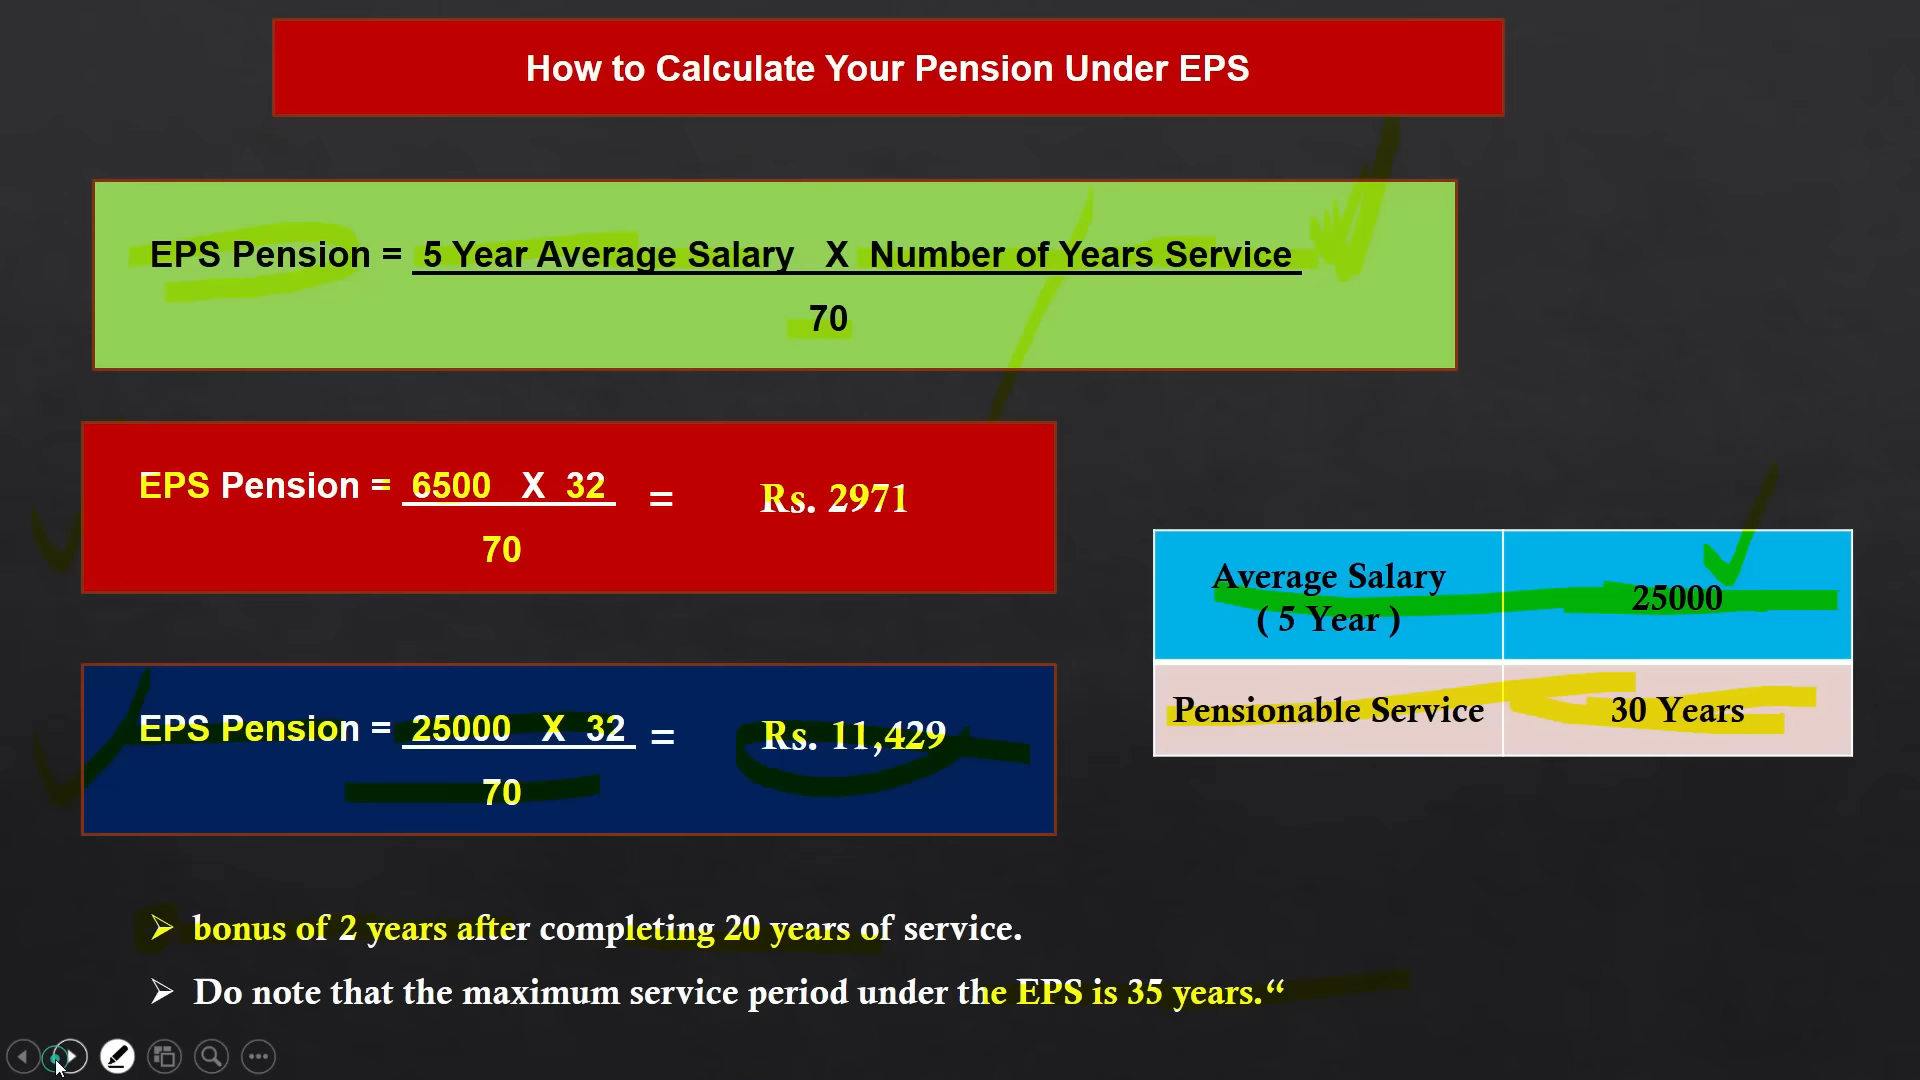 How to Calculate Your Pension Under EPS
EPS Pension = 5 Year Average Salary X Number of Years Service
70
EPS Pension = 6500 X 32 = Rs. 2971
70
Average Salary
( 5 Year ) 25000
Pensionable Service 30 Years
EPS Pension = 25000 X 32 = Rs. 11,429
70
➢ bonus of 2 years after completing 20 years of service.
➢ Do note that the maximum service period under the EPS is 35 years.“